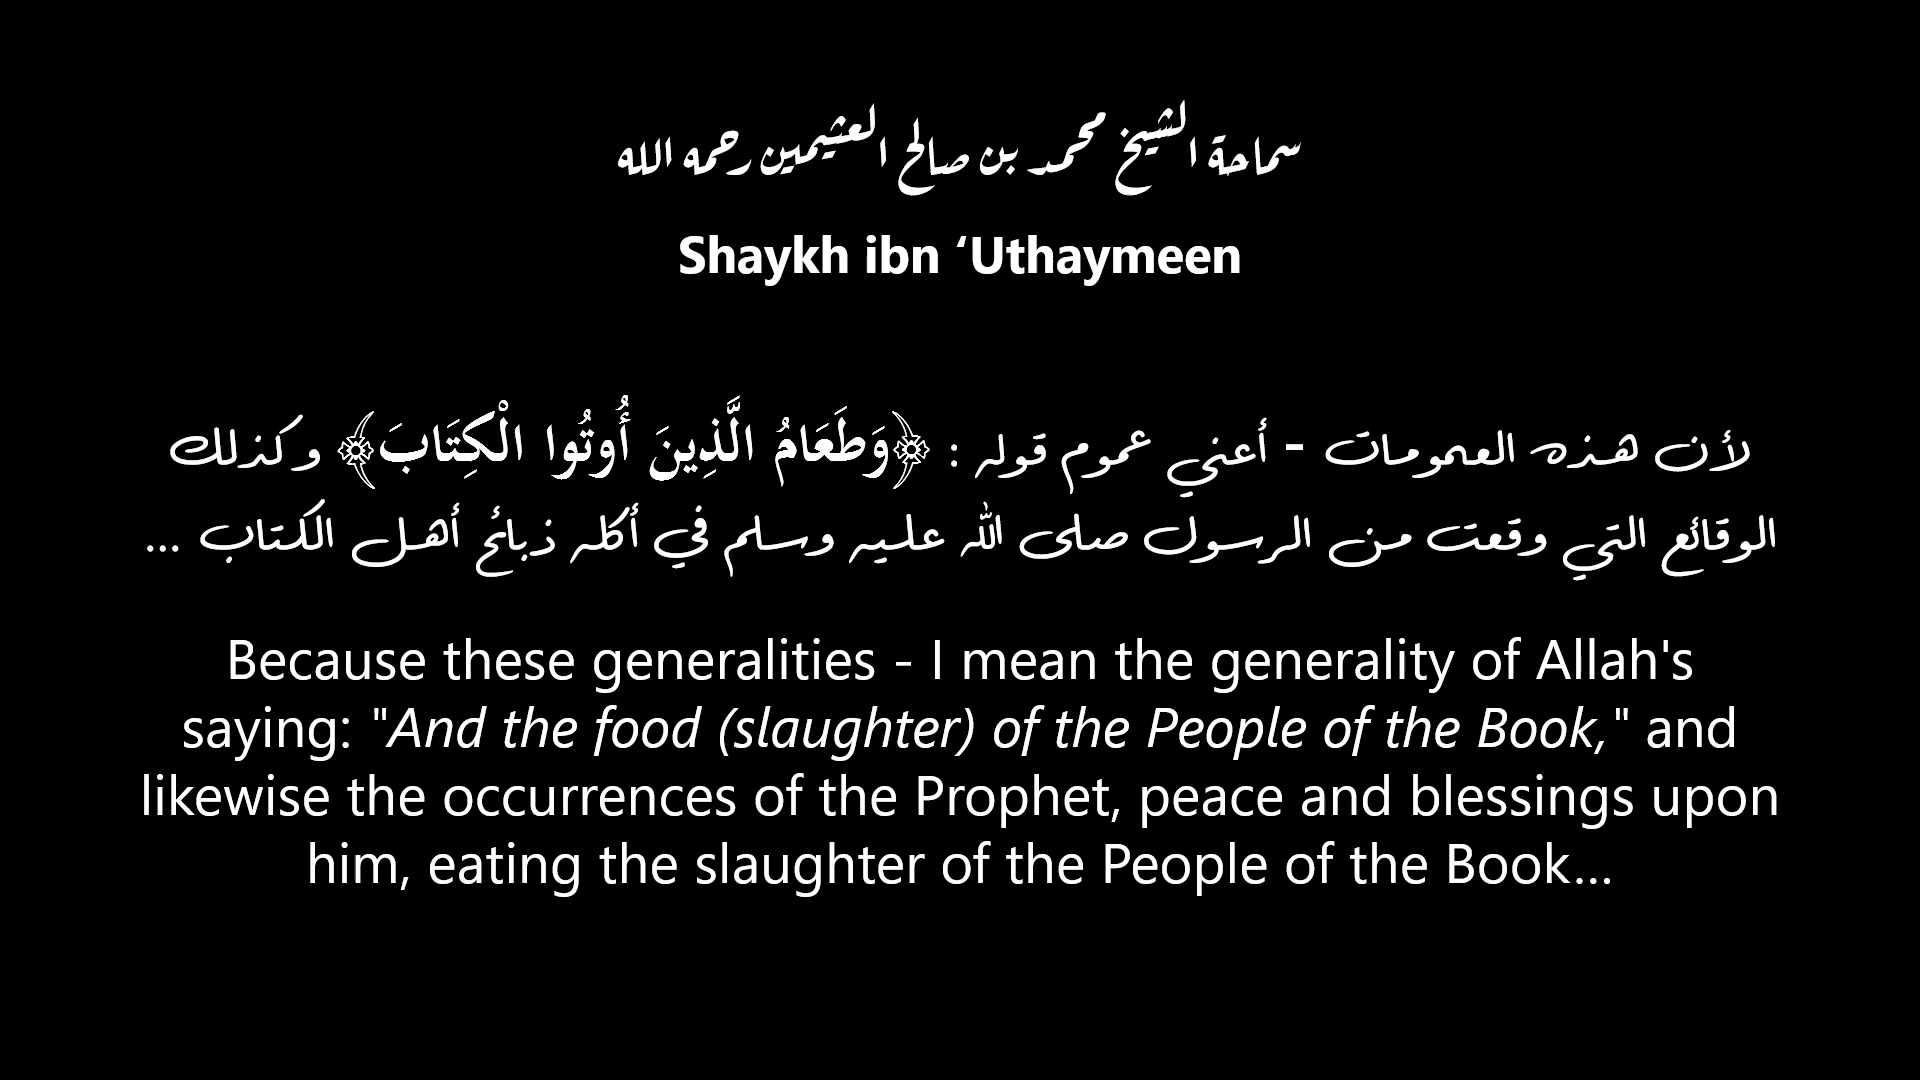 سماحة الشيخ محمد بن صالح العثيمين رحمه الله
Shaykh ibn ‘Uthaymeen
لأن هذه العمومات - أعني عموم قوله : ﴿وَطَعَامُ الَّذِينَ أُوتُوا الْكِتَابَ﴾ وكذلك
الوقائع التي وقعت من الرسول صلى الله عليه وسلم في أكله ذبائح أهل الكتاب ...
Because these generalities - I mean the generality of Allah's
saying: "And the food (slaughter) of the People of the Book," and
likewise the occurrences of the Prophet, peace and blessings upon
him, eating the slaughter of the People of the Book...